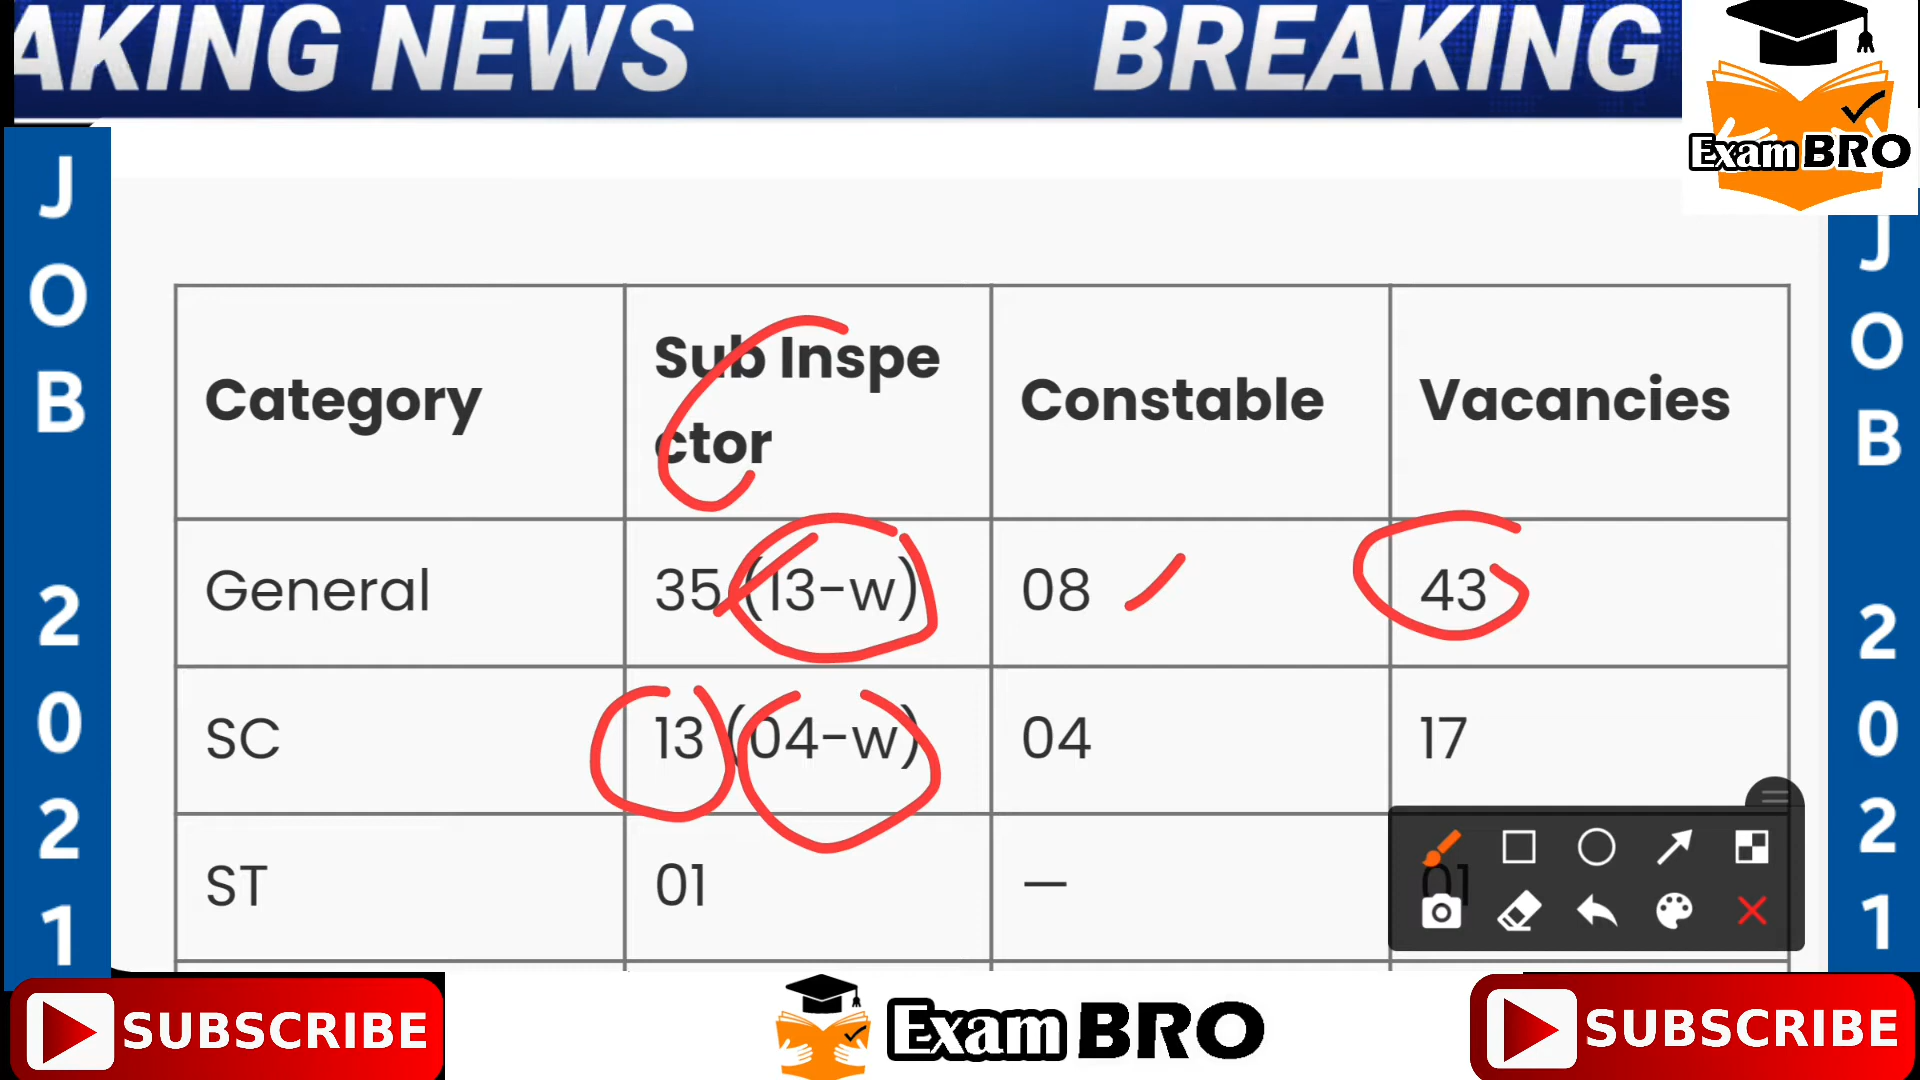 AKING NEWS
BREAKING
Exam BRO
J
O
B
2
0
2
1
J
O
B
2
0
2
1
Category
Sub Inspe
ctor
Constable
Vacancies
General
35 (13-w)
08
43
SC
13 (04-w)
04
17
ST
01
—
01
SUBSCRIBE
Exam BRO
SUBSCRIBE